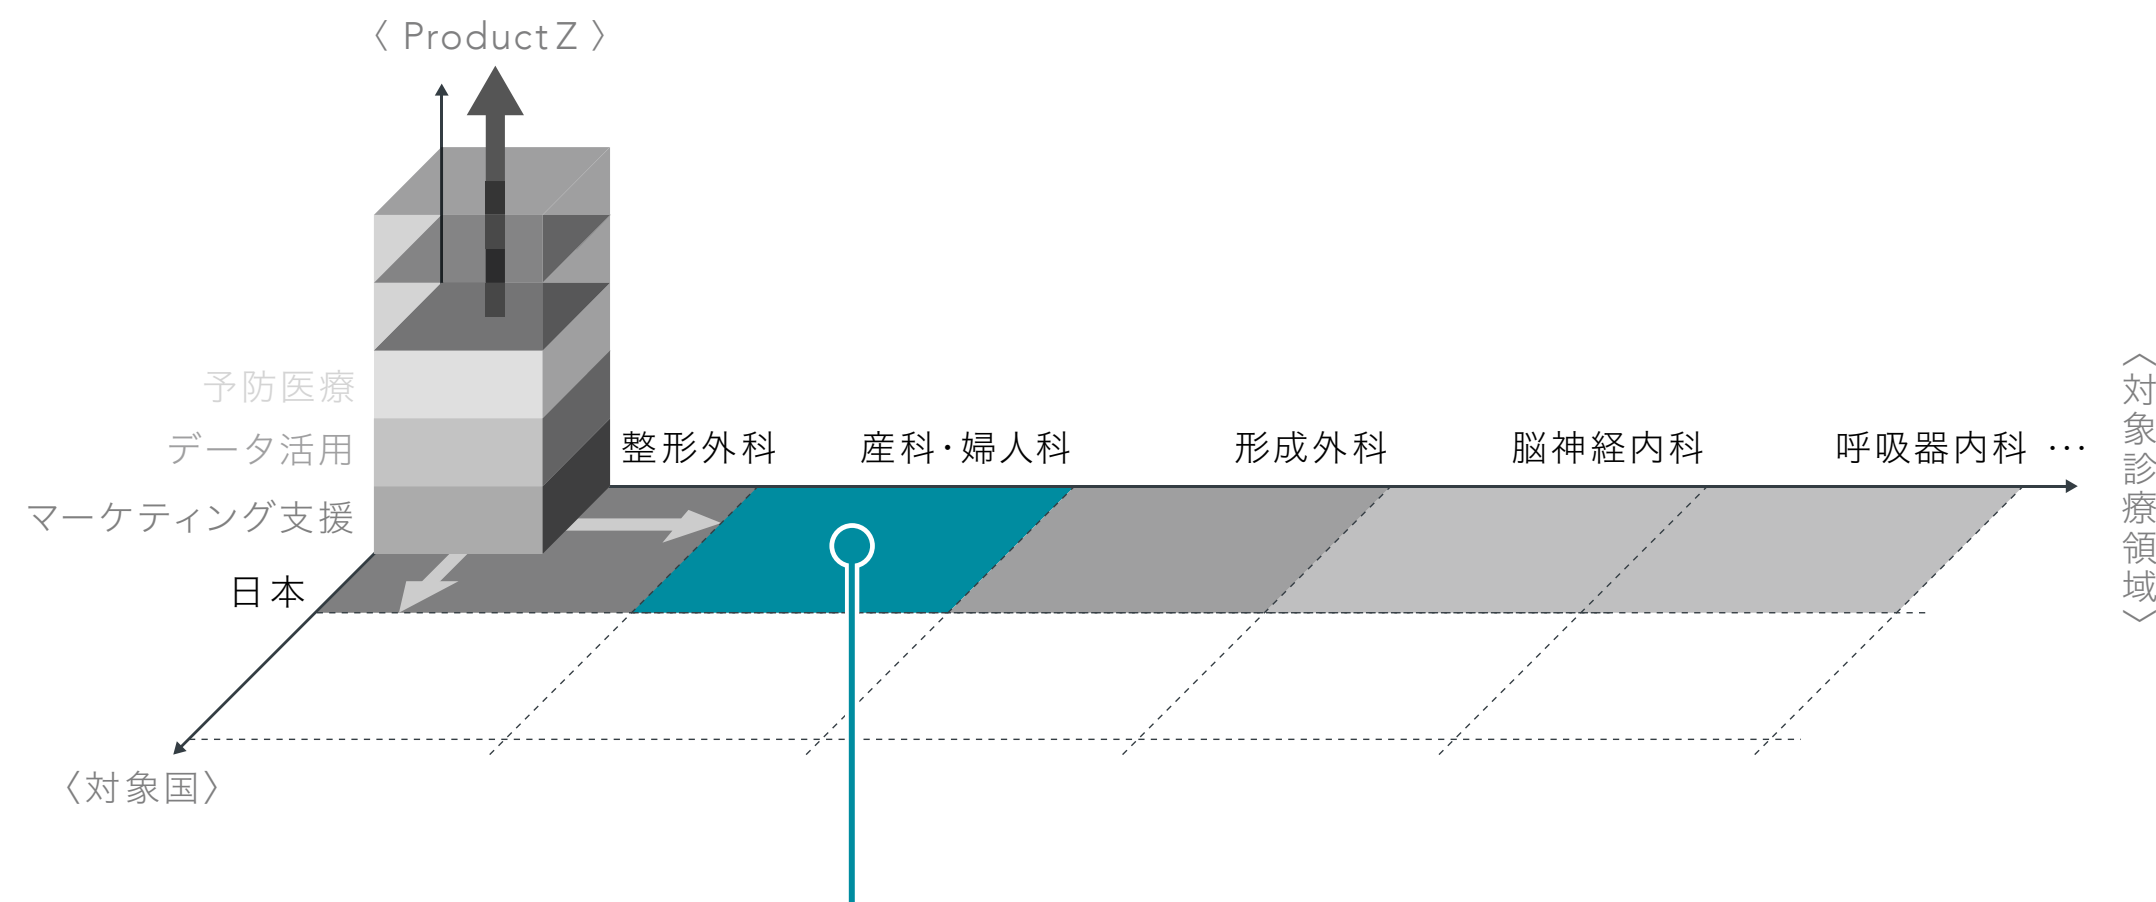 〈 Product Z 〉
予防医療
データ活用
マーケティング支援
整形外科
産科・婦人科
形成外科
脳神経内科
呼吸器内科 …
〈対象診療領域〉
日本
〈対象国〉